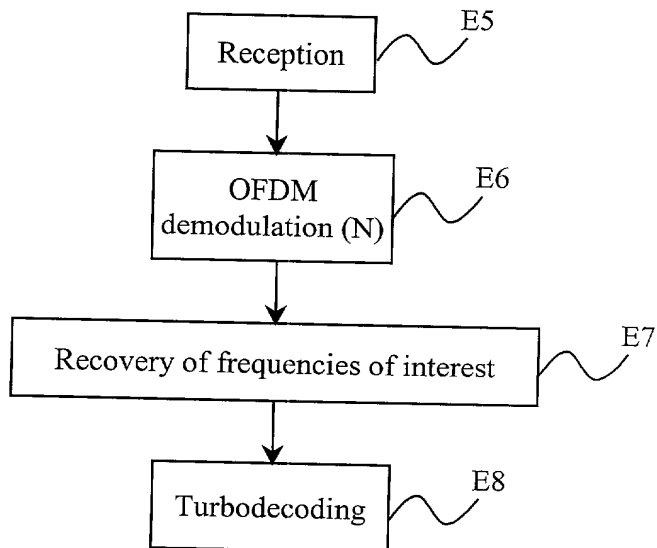 E5
Reception
E6
OFDM
demodulation (N)
E7
Recovery of frequencies of interest
E8
Turbodecoding